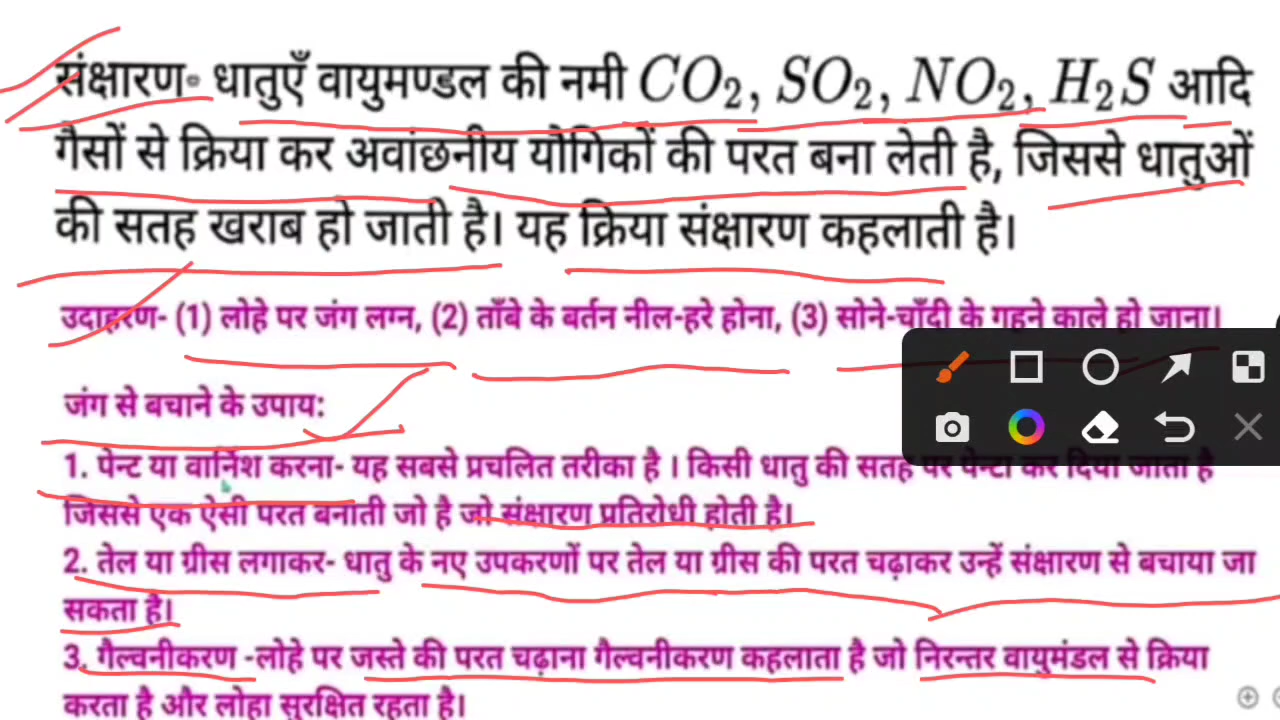 संक्षारण- धातुएँ वायुमण्डल की नमी CO₂, SO₂, NO₂, H₂S आदि
गैसों से क्रिया कर अवांछनीय यौगिकों की परत बना लेती है, जिससे धातुओं
की सतह खराब हो जाती है। यह क्रिया संक्षारण कहलाती है।
उदाहरण- (1) लोहे पर जंग लग्न, (2) ताँबे के बर्तन नील-हरे होना, (3) सोने-चाँदी के गहने काले हो जाना।
जंग से बचाने के उपाय:
1. पेन्ट या वार्निश करना- यह सबसे प्रचलित तरीका है । किसी धातु की सतह पर पेन्टा कर दिया जाता है
जिससे एक ऐसी परत बनाती जो है जो संक्षारण प्रतिरोधी होती है।
2. तेल या ग्रीस लगाकर- धातु के नए उपकरणों पर तेल या ग्रीस की परत चढ़ाकर उन्हें संक्षारण से बचाया जा
सकता है।
3. गैल्वनीकरण -लोहे पर जस्ते की परत चढ़ाना गैल्वनीकरण कहलाता है जो निरन्तर वायुमंडल से क्रिया
करता है और लोहा सुरक्षित रहता है।